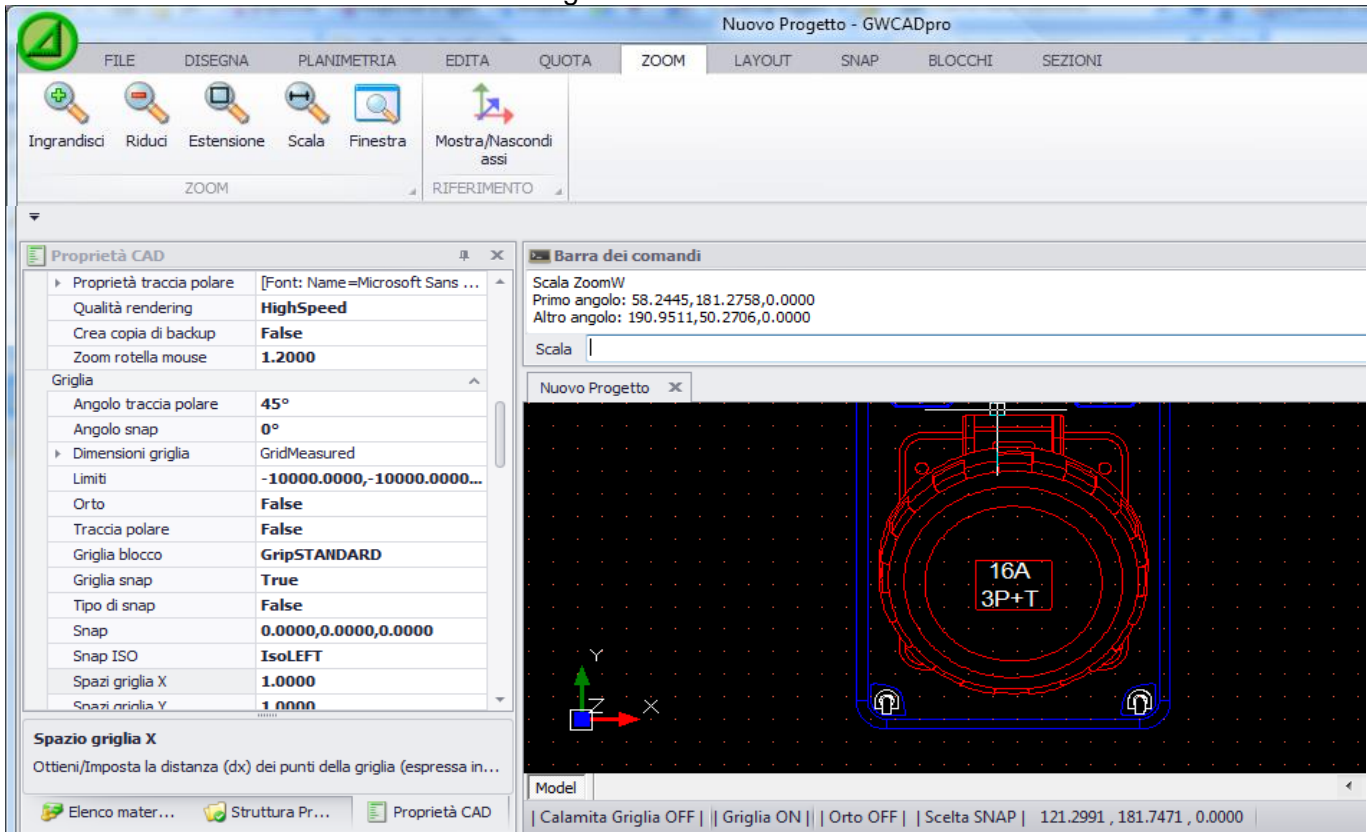 Nuovo Progetto - GWCADpro
FILE DISEGNA PLANIMETRIA EDITA QUOTA ZOOM LAYOUT SNAP BLOCCHI SEZIONI
Ingrandisci Riduci Estensione Scala Finestra Mostra/Nascondi
assi
ZOOM RIFERIMENTO
Proprietà CAD
Proprietà traccia polare [Font: Name=Microsoft Sans ...
Qualità rendering HighSpeed
Crea copia di backup False
Zoom rotella mouse 1.2000
Griglia
Angolo traccia polare 45°
Angolo snap 0°
Dimensioni griglia GridMeasured
Limiti -10000.0000,-10000.0000...
Orto False
Traccia polare False
Griglia blocco GripSTANDARD
Griglia snap True
Tipo di snap False
Snap 0.0000,0.0000,0.0000
Snap ISO IsoLEFT
Spazi griglia X 1.0000
Spazi griglia Y 1.0000
Spazio griglia X
Ottieni/Imposta la distanza (dx) dei punti della griglia (espressa in...
Elenco mater... Struttura Pr... Proprietà CAD
Barra dei comandi
Scala ZoomW
Primo angolo: 58.2445,181.2758,0.0000
Altro angolo: 190.9511,50.2706,0.0000
Scala
Nuovo Progetto
16A
3P+T
Y
Z X
Model
| Calamita Griglia OFF | | Griglia ON | | Orto OFF | | Scelta SNAP | 121.2991 , 181.7471 , 0.0000